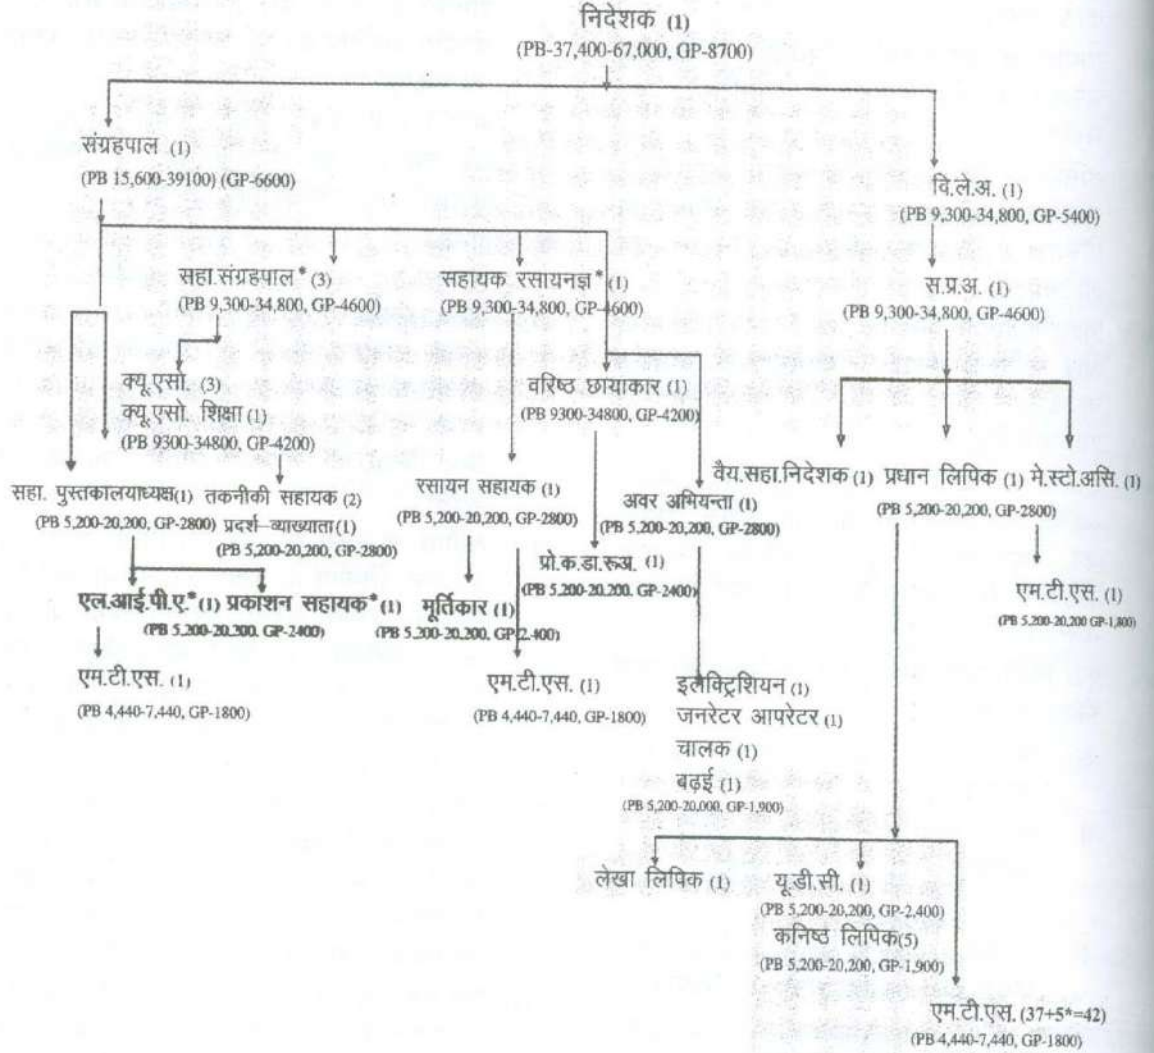 निदेशक (1)
(PB-37,400-67,000, GP-8700)
संग्रहपाल (1)
(PB 15,600-39100) (GP-6600)
वि.ले.अ. (1)
(PB 9,300-34,800, GP-5400)
सहा.संग्रहपाल* (3)
(PB 9,300-34.800, GP-4600)
सहायक रसायनज्ञ* (1)
(PB 9,300-34,800, GP-4600)
स.प्र.अ. (1)
(PB 9,300-34,800, GP-4600)
क्यू.एसो. (3)
क्यू.एसो. शिक्षा (1)
(PB 9300-34800, GP-4200)
वरिष्ठ छायाकार (1)
(PB 9300-34800, GP-4200)
वैय.सहा.निदेशक (1) प्रधान लिपिक (1) मे.स्टो.असि. (1)
(PB 5,200-20,200, GP-2800)
सहा. पुस्तकालयाध्यक्ष(1) तकनीकी सहायक (2)
(PB 5,200-20,200, GP-2800) प्रदर्श–व्याख्याता (1)
(PB 5,200-20,200, GP-2800)
रसायन सहायक (1)
(PB 5,200-20,200, GP-2800)
अवर अभियन्ता (1)
(PB 5,200-20,200, GP-2800)
प्रो.क.डा.रूअ. (1)
(PB 5,200-20,200. GP-2400)
एम.टी.एस. (1)
(PB 5,200-20,200 GP-1,800)
एल.आई.पी.ए.* (1) प्रकाशन सहायक* (1) मूर्तिकार (1)
(PB 5,200-20,200, GP-2400) (PB 5,200-20,200, GP-2,400)
एम.टी.एस. (1)
(PB 4,440-7,440, GP-1800)
एम.टी.एस. (1)
(PB 4,440-7,440, GP-1800)
इलेक्ट्रिशियन (1)
जनरेटर आपरेटर (1)
चालक (1)
बढ़ई (1)
(PB 5,200-20,000, GP-1,900)
लेखा लिपिक (1) यू.डी.सी. (1)
(PB 5,200-20,200, GP-2,400)
कनिष्ठ लिपिक(5)
(PB 5,200-20,200, GP-1,900)
एम.टी.एस. (37+5*=42)
(PB 4,440-7,440, GP-1800)